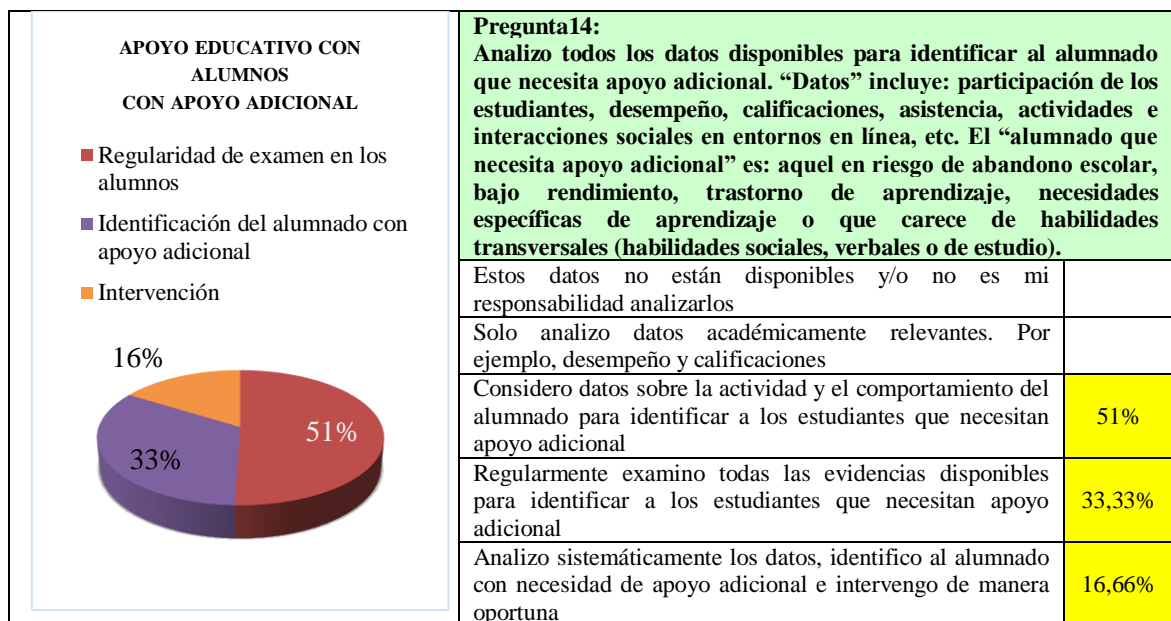 APOYO EDUCATIVO CON
ALUMNOS
CON APOYO ADICIONAL
Regularidad de examen en los
alumnos
Identificación del alumnado con
apoyo adicional
Intervención
16%
51%
33%
Pregunta14:
Analizo todos los datos disponibles para identificar al alumnado
que necesita apoyo adicional. “Datos” incluye: participación de los
estudiantes, desempeño, calificaciones, asistencia, actividades e
interacciones sociales en entornos en línea, etc. El “alumnado que
necesita apoyo adicional” es: aquel en riesgo de abandono escolar,
bajo rendimiento, trastorno de aprendizaje, necesidades
específicas de aprendizaje o que carece de habilidades
transversales (habilidades sociales, verbales o de estudio).
Estos datos no están disponibles y/o no es mi
responsabilidad analizarlos
Solo analizo datos académicamente relevantes. Por
ejemplo, desempeño y calificaciones
Considero datos sobre la actividad y el comportamiento del
alumnado para identificar a los estudiantes que necesitan
apoyo adicional
51%
Regularmente examino todas las evidencias disponibles
para identificar a los estudiantes que necesitan apoyo
adicional
33,33%
Analizo sistemáticamente los datos, identifico al alumnado
con necesidad de apoyo adicional e intervengo de manera
oportuna
16,66%